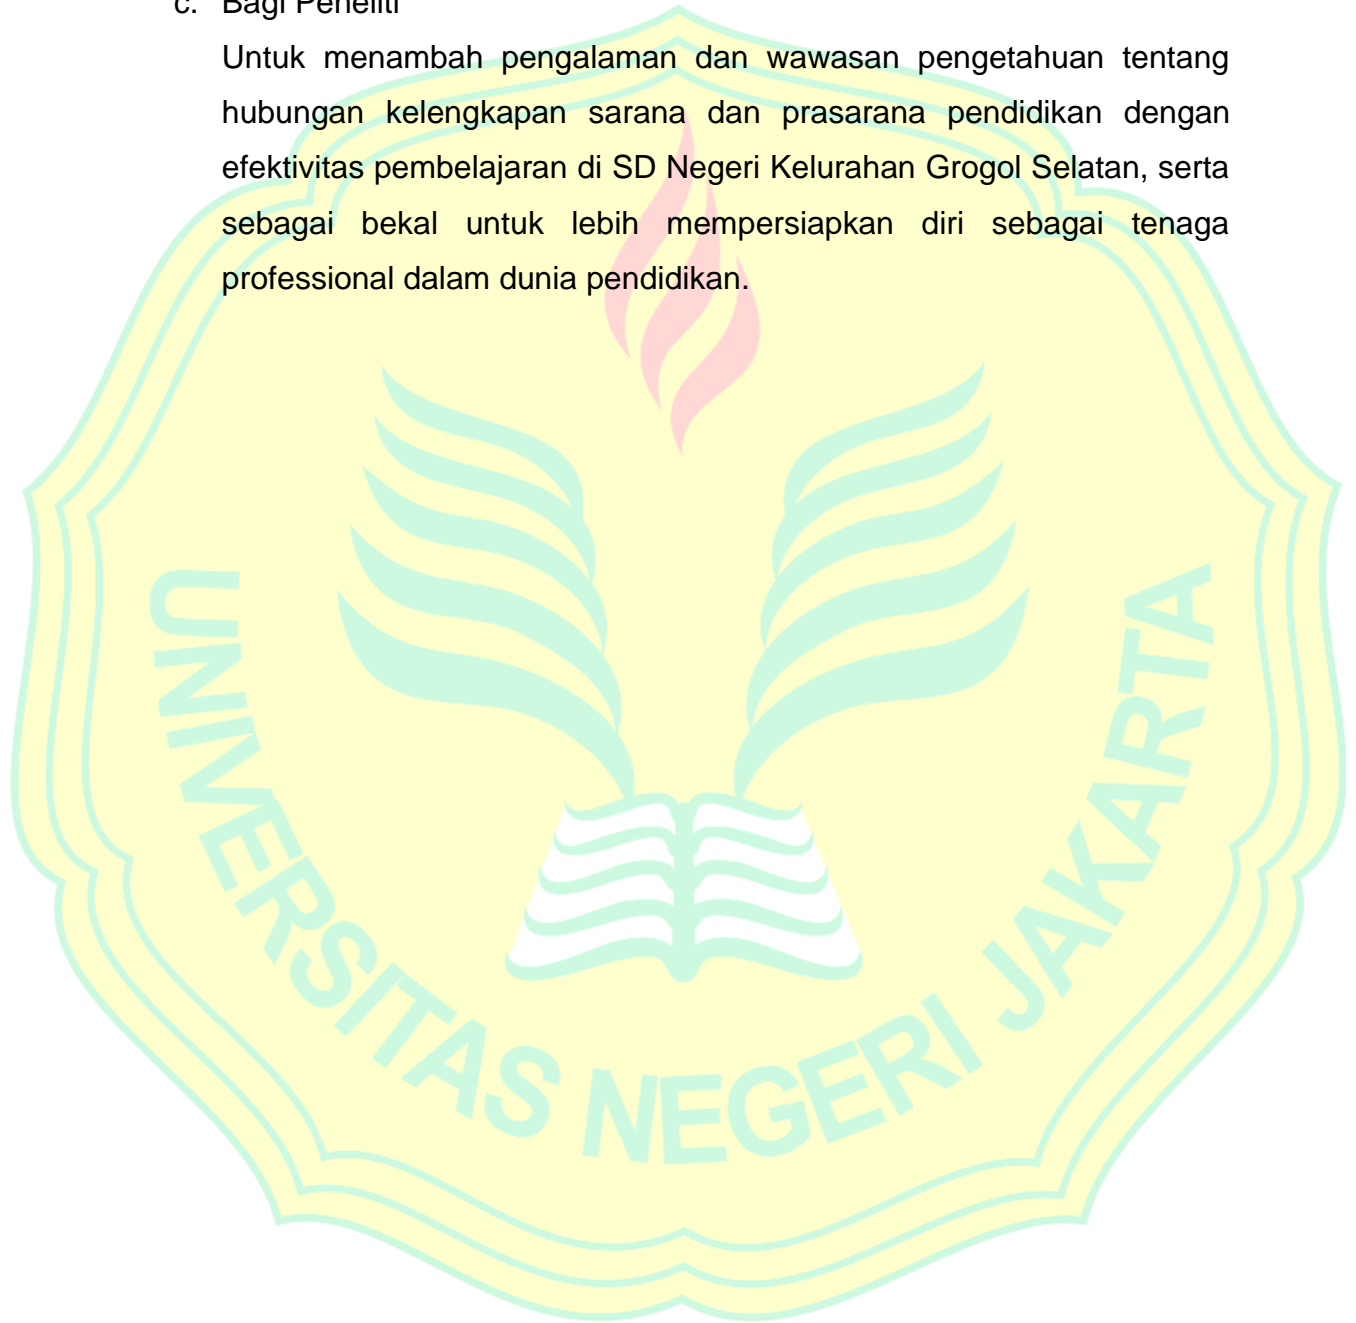 c. Bagi Peneliti
Untuk menambah pengalaman dan wawasan pengetahuan tentang
hubungan kelengkapan sarana dan prasarana pendidikan dengan
efektivitas pembelajaran di SD Negeri Kelurahan Grogol Selatan, serta
sebagai bekal untuk lebih mempersiapkan diri sebagai tenaga
professional dalam dunia pendidikan.
UNIVERSITAS NEGERI JAKARTA